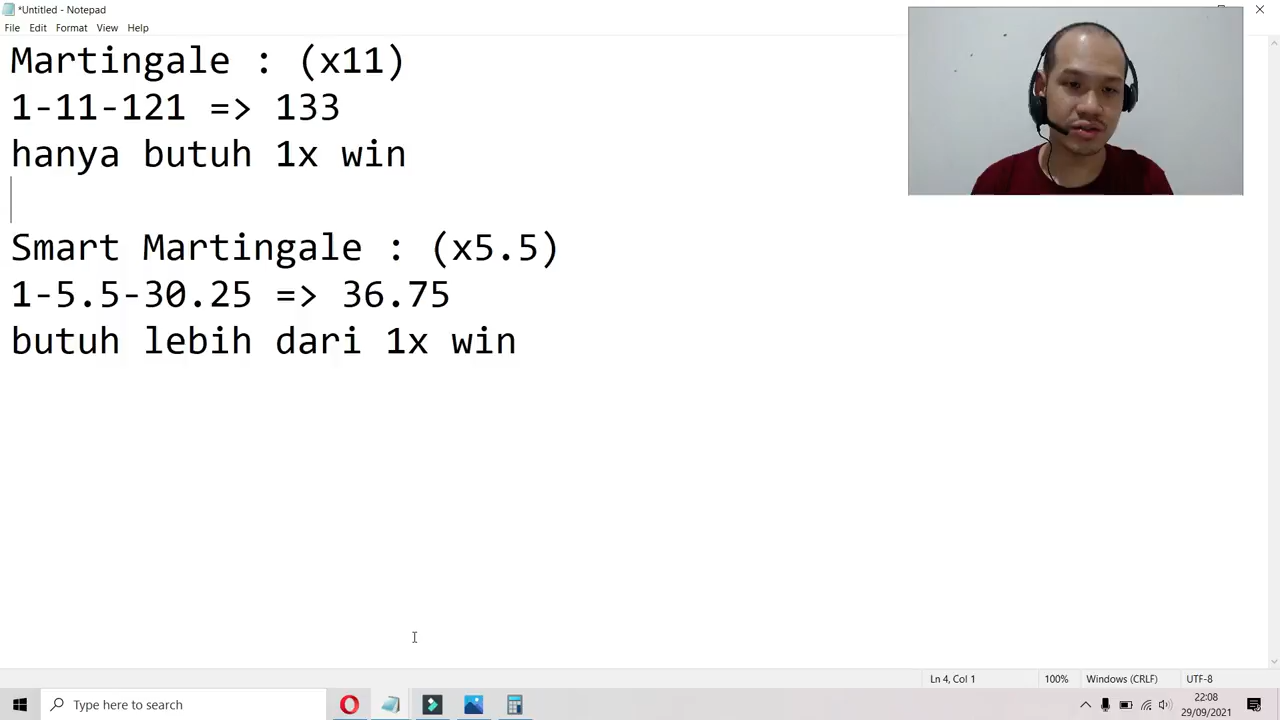 *Untitled - Notepad
File Edit Format View Help
Martingale : (x11)
1-11-121 => 133
hanya butuh 1x win
Smart Martingale : (x5.5)
1-5.5-30.25 => 36.75
butuh lebih dari 1x win
Ln 4, Col 1 100% Windows (CRLF) UTF-8
Type here to search
22:08
29/09/2021